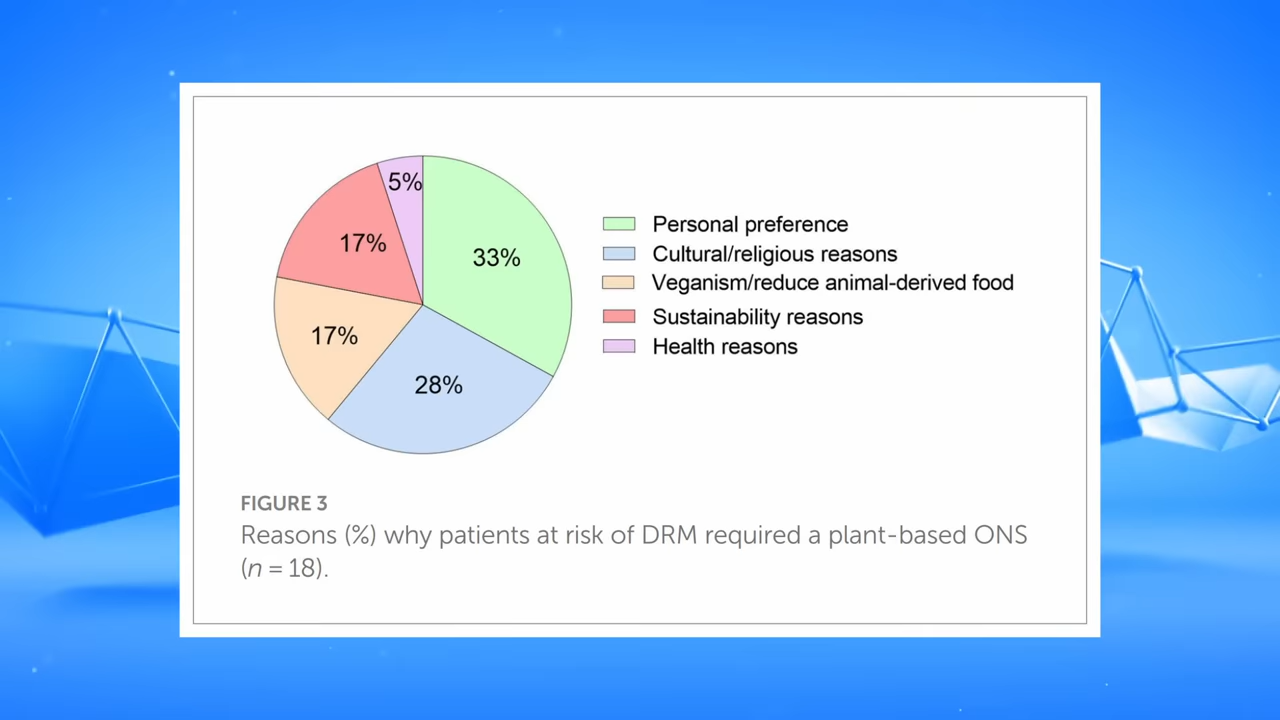 5%
33%
17%
17%
28%
Personal preference
Cultural/religious reasons
Veganism/reduce animal-derived food
Sustainability reasons
Health reasons
FIGURE 3
Reasons (%) why patients at risk of DRM required a plant-based ONS
(n = 18).